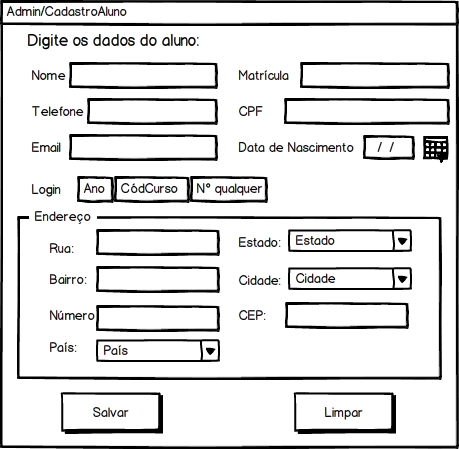 Admin/CadastroAluno
Digite os dados do aluno:
Nome Matrícula
Telefone CPF
Email Data de Nascimento / /
Login Ano CódCurso Nº qualquer
Endereço
Rua: Estado: Estado
Bairro: Cidade: Cidade
Número CEP:
País: País
Salvar Limpar